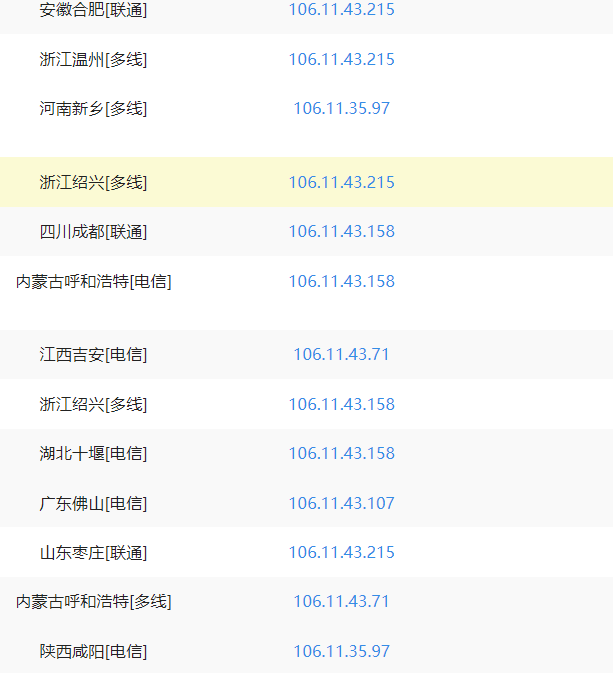 安徽合肥[联通] 106.11.43.215
浙江温州[多线] 106.11.43.215
河南新乡[多线] 106.11.35.97
浙江绍兴[多线] 106.11.43.215
四川成都[联通] 106.11.43.158
内蒙古呼和浩特[电信] 106.11.43.158
江西吉安[电信] 106.11.43.71
浙江绍兴[多线] 106.11.43.158
湖北十堰[电信] 106.11.43.158
广东佛山[电信] 106.11.43.107
山东枣庄[联通] 106.11.43.215
内蒙古呼和浩特[多线] 106.11.43.71
陕西咸阳[电信] 106.11.35.97